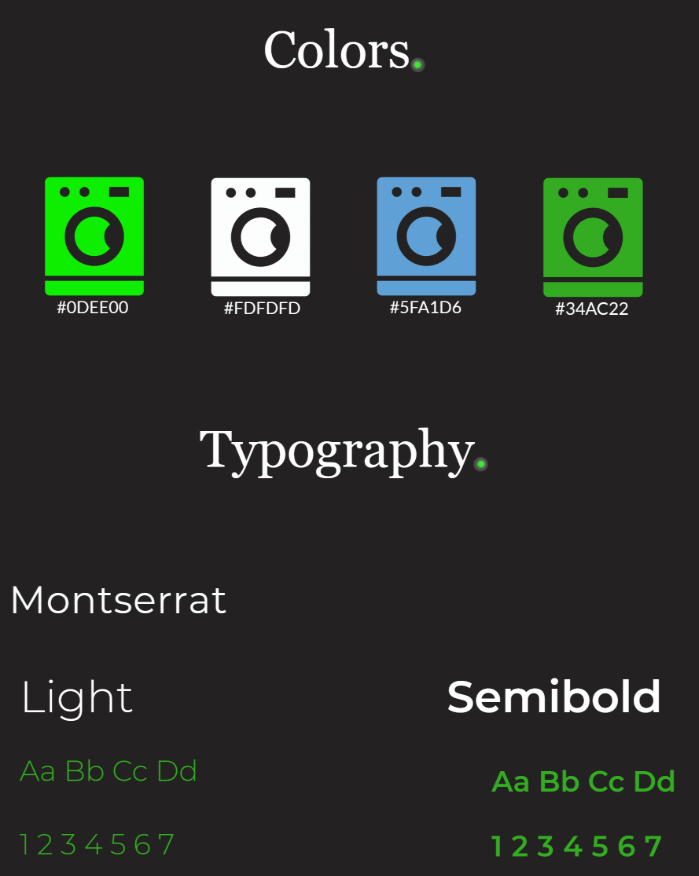 Colors.
#0DEE00 #FDFDFD #5FA1D6 #34AC22
Typography.
Montserrat
Light Semibold
Aa Bb Cc Dd Aa Bb Cc Dd
1 2 3 4 5 6 7 1 2 3 4 5 6 7